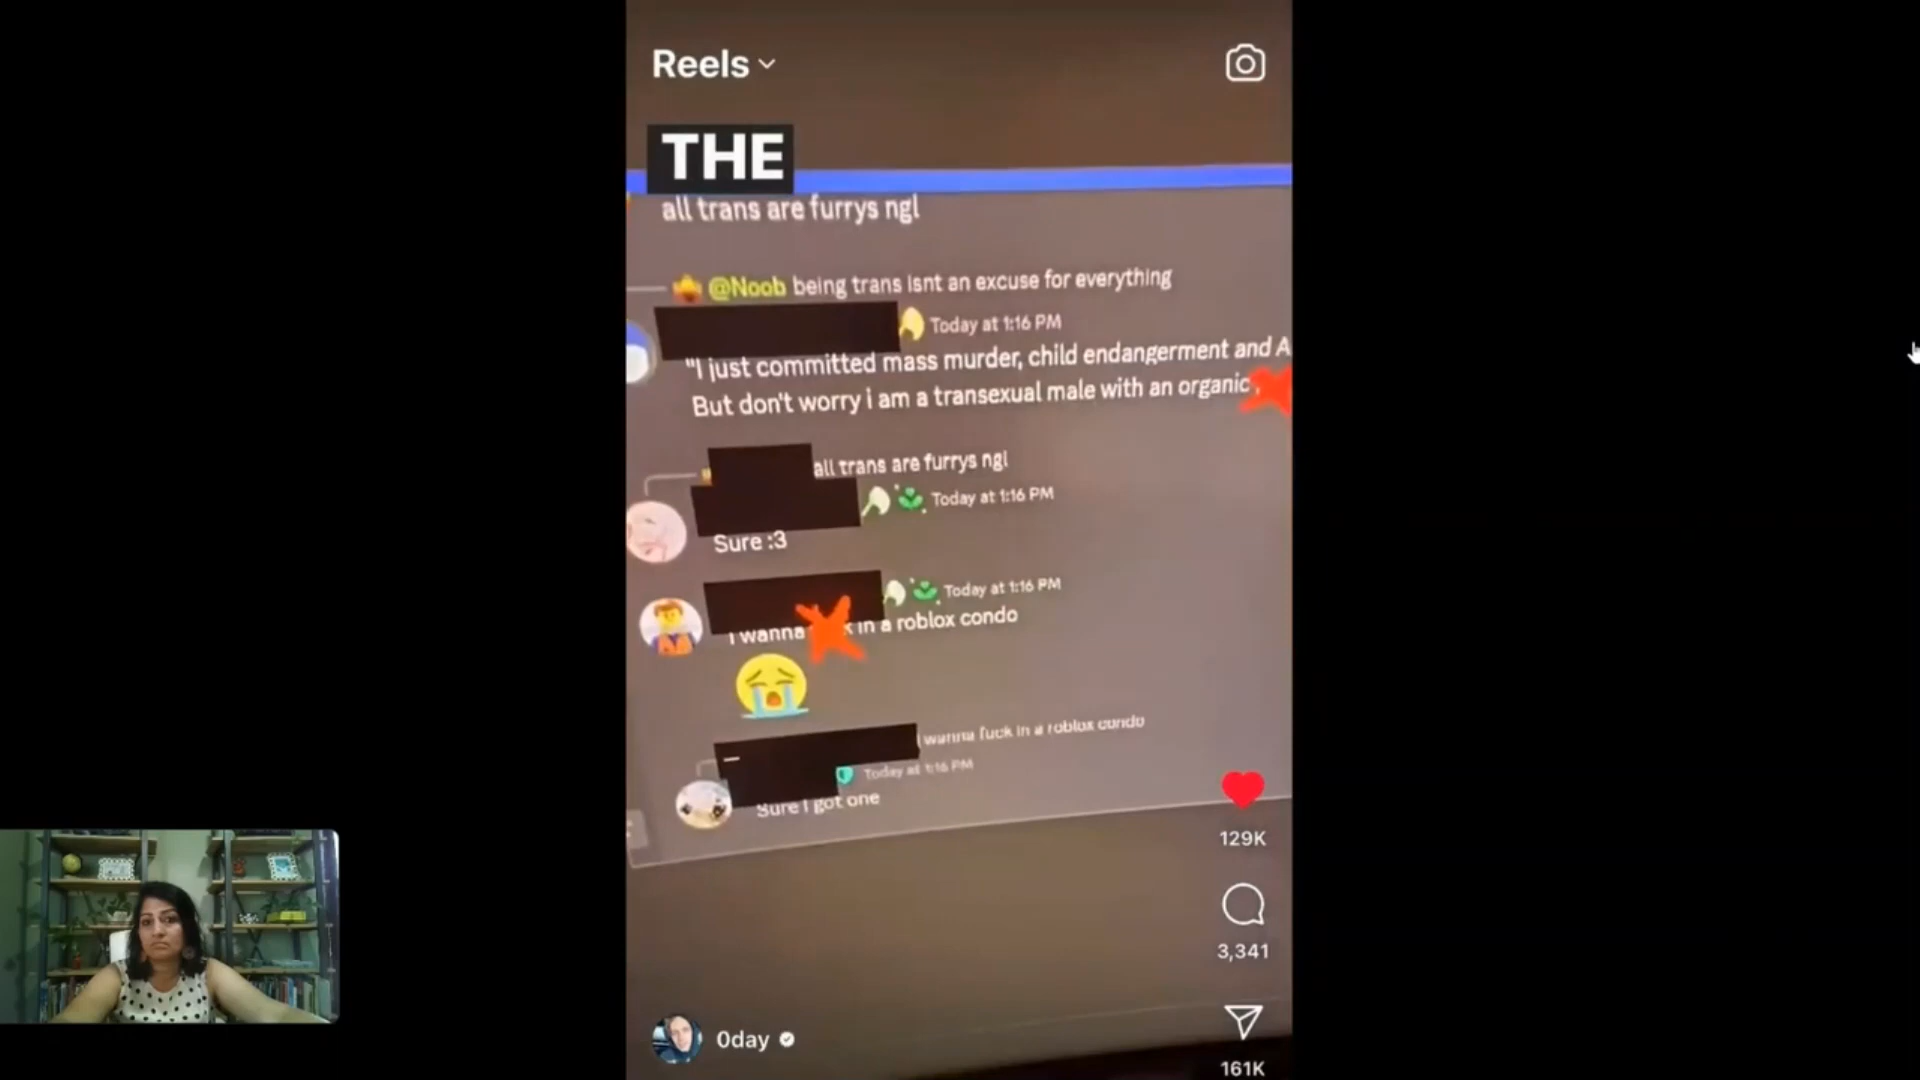 Reels
THE
all trans are furrys ngl
@Noob being trans isnt an excuse for everything
Today at 1:16 PM
"I just committed mass murder, child endangerment and A
But don't worry i am a transexual male with an organic
all trans are furrys ngl
Today at 1:16 PM
Sure :3
Today at 1:16 PM
I wanna k in a roblox condo
I wanna fuck in a roblox condo
Today at 1:16 PM
Sure I got one
129K
3,341
0day
161K